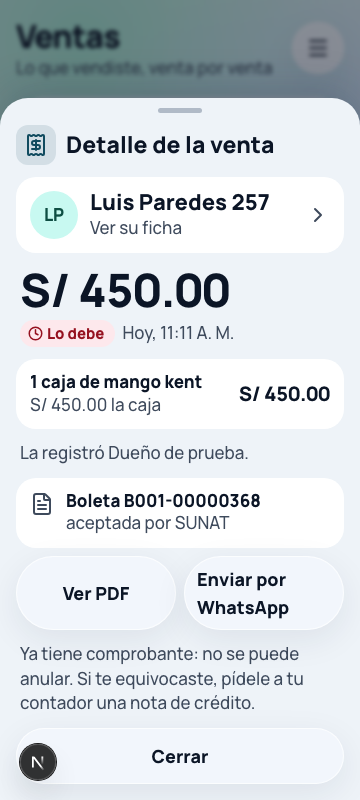 Ventas
Lo que vendiste, venta por venta
Detalle de la venta
LP
Luis Paredes 257
Ver su ficha
S/ 450.00
Lo debe
Hoy, 11:11 A. M.
1 caja de mango kent
S/ 450.00 la caja
S/ 450.00
La registró Dueño de prueba.
Boleta B001-00000368
aceptada por SUNAT
Ver PDF
Enviar por
WhatsApp
Ya tiene comprobante: no se puede
anular. Si te equivocaste, pídele a tu
contador una nota de crédito.
N
Cerrar